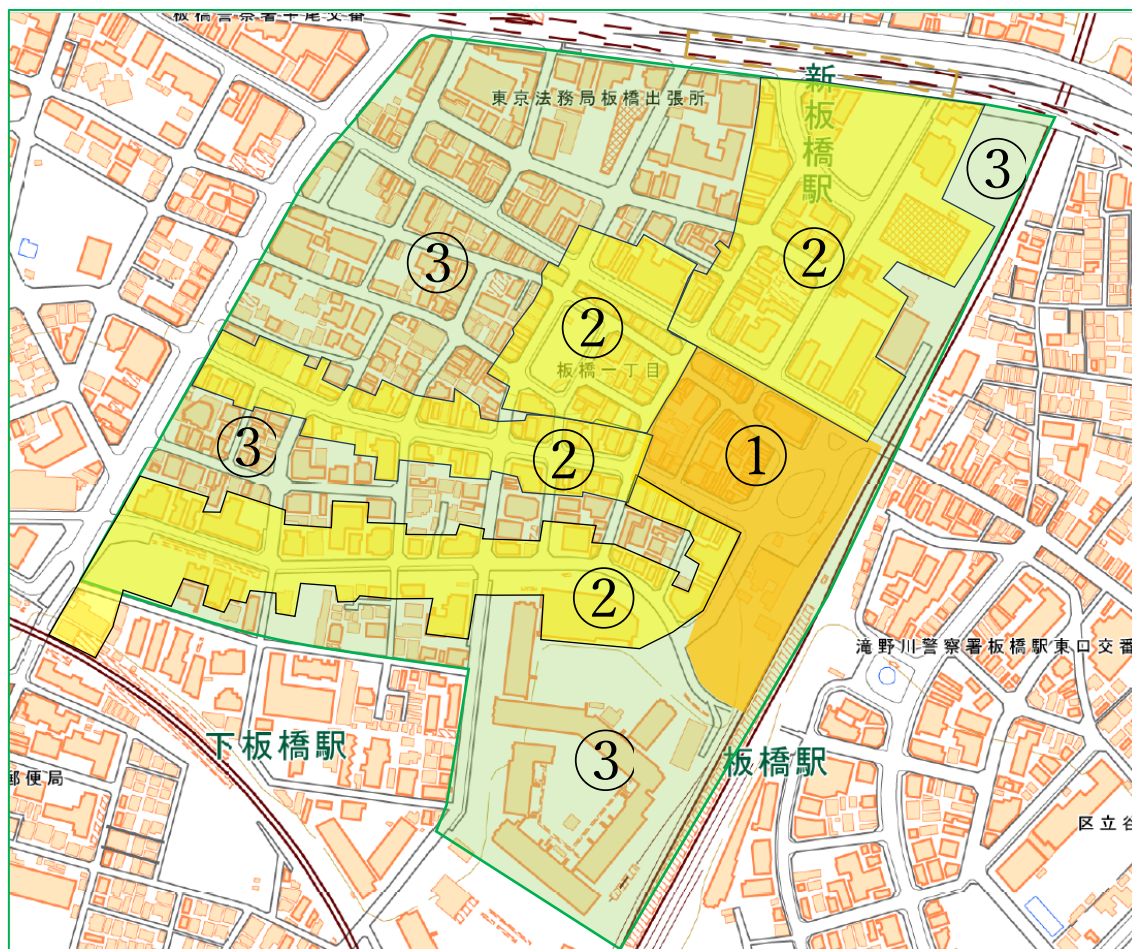 板橋警察署平尾交番
東京法務局板橋出張所
新板橋駅
③
③
②
②
板橋一丁目
③
②
①
②
滝野川警察署板橋駅東口交番
下板橋駅
板橋駅
③
郵便局
区立谷